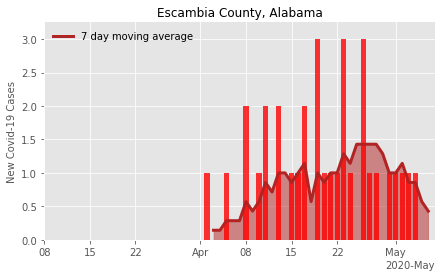 Escambia County, Alabama
7 day moving average
New Covid-19 Cases
3.0
2.5
2.0
1.5
1.0
0.5
0.0
08 15 22 Apr 08 15 22 May
2020-May